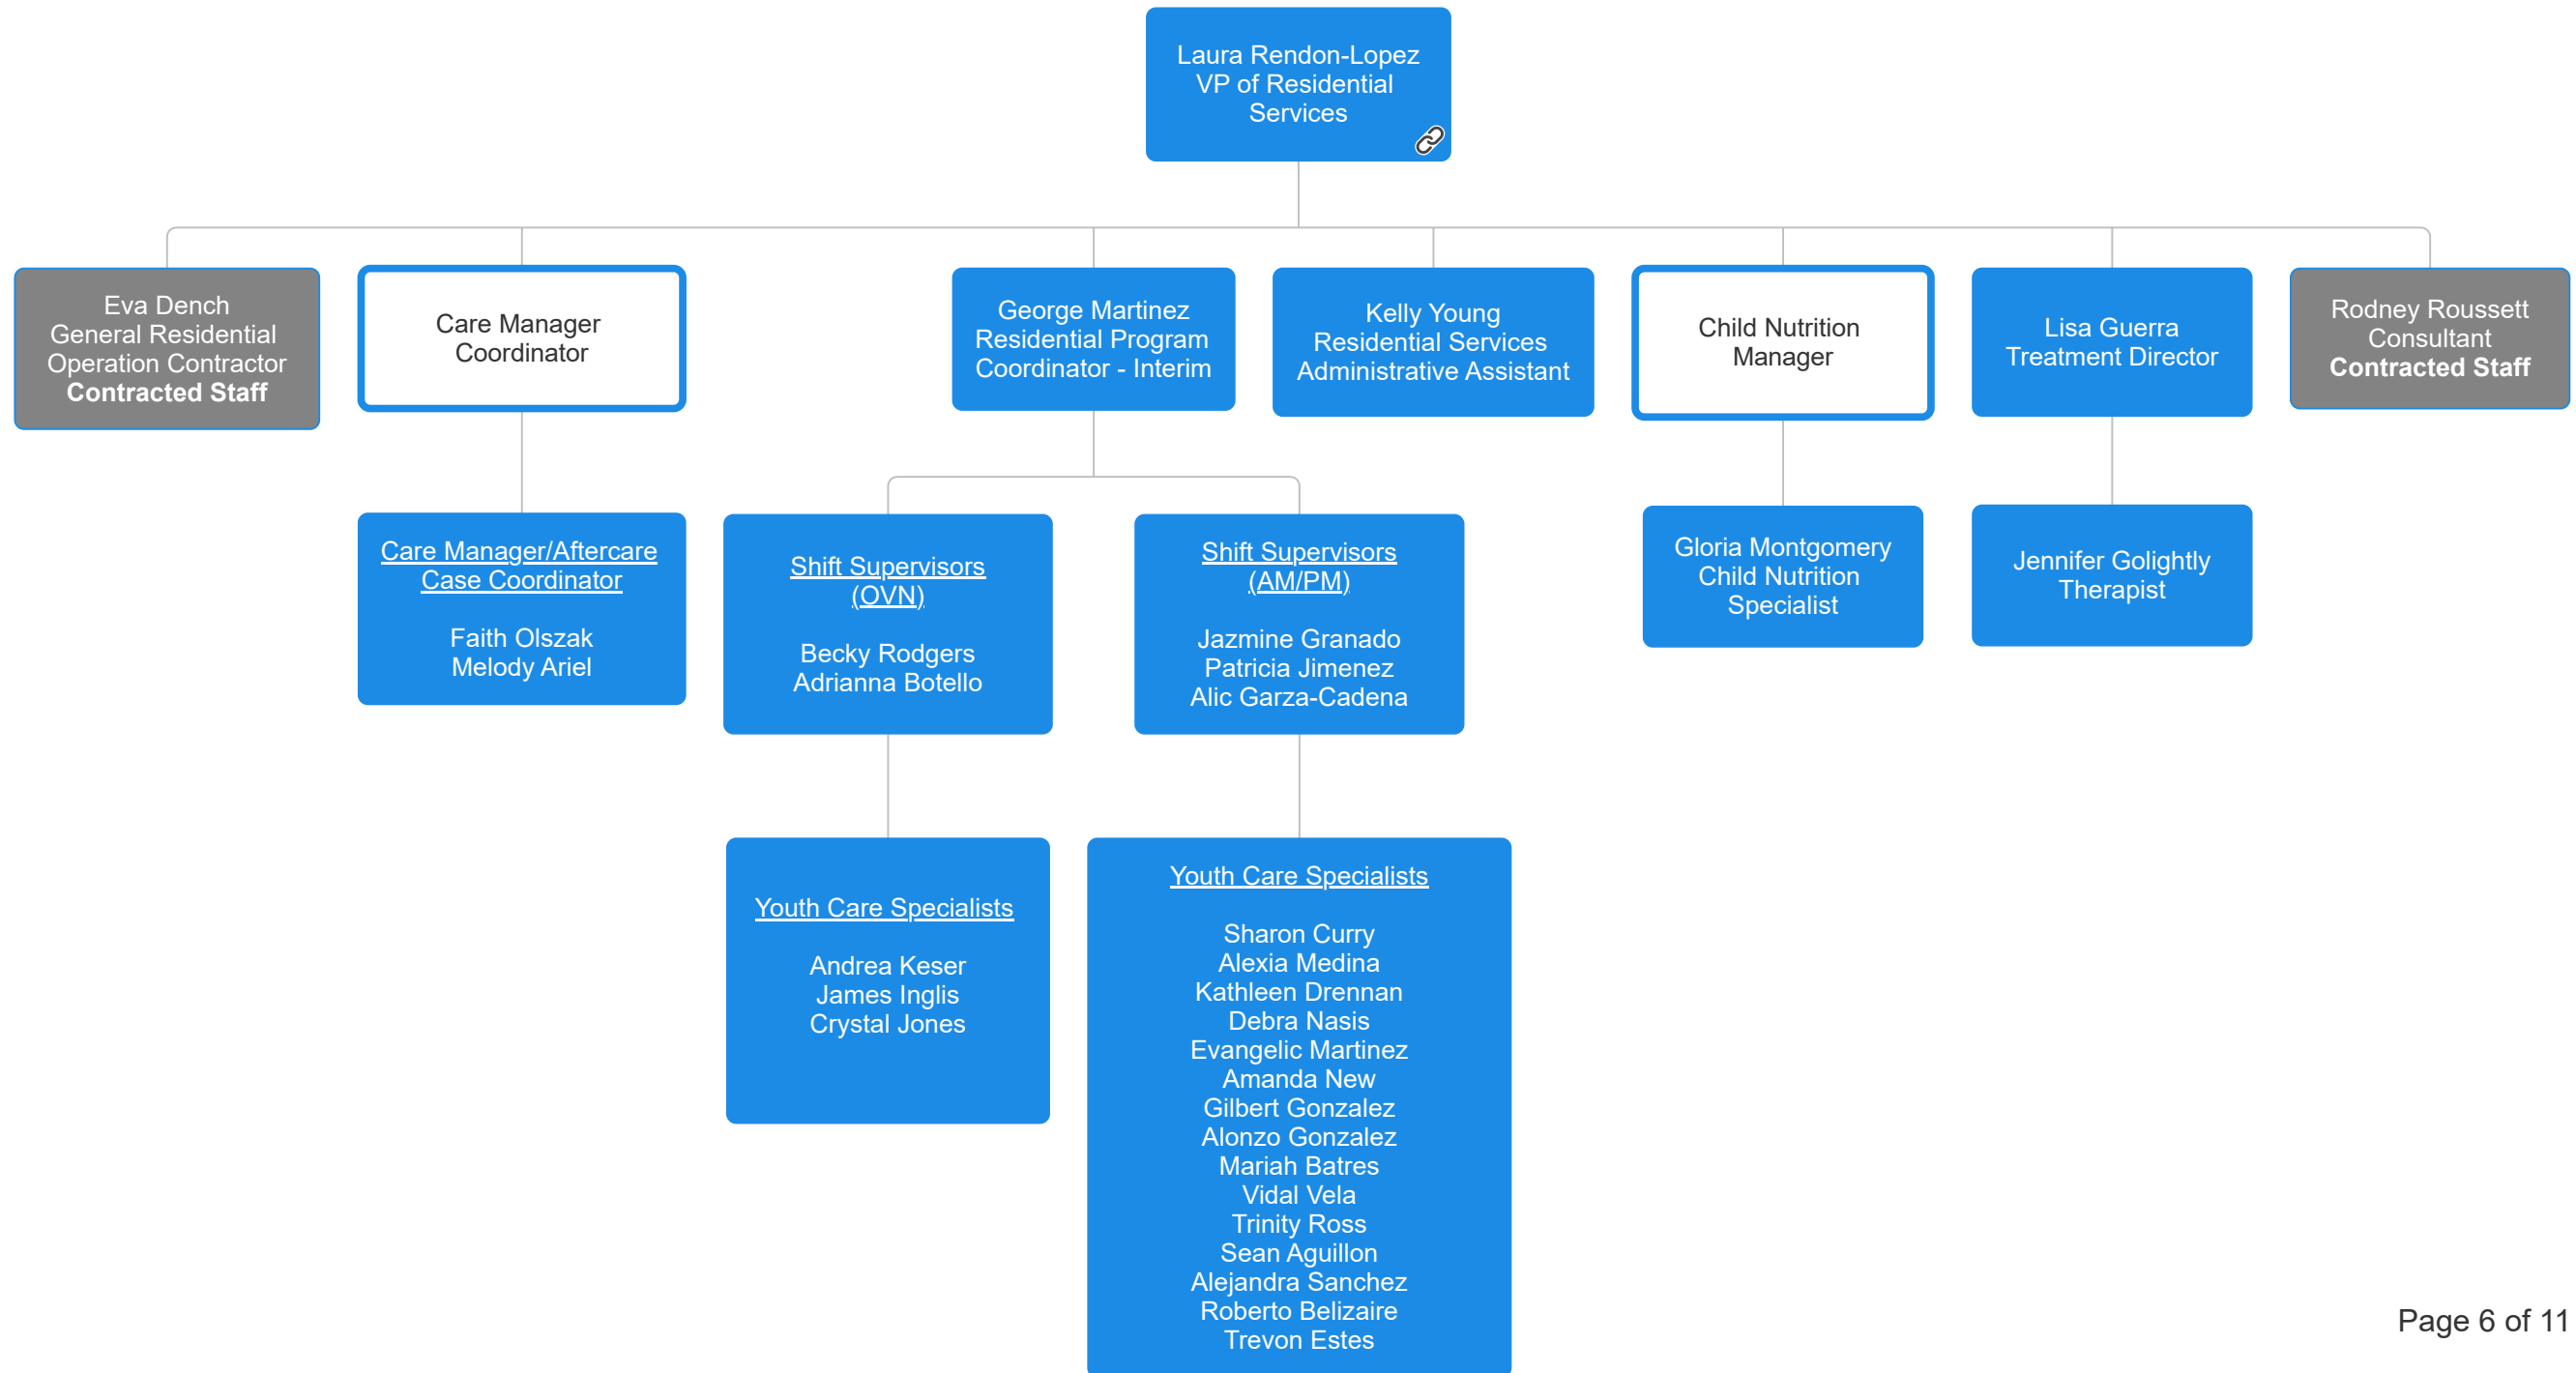 Laura Rendon-Lopez
VP of Residential
Services
Eva Dench
General Residential
Operation Contractor
Contracted Staff
Care Manager
Coordinator
George Martinez
Residential Program
Coordinator - Interim
Kelly Young
Residential Services
Administrative Assistant
Child Nutrition
Manager
Lisa Guerra
Treatment Director
Rodney Roussett
Consultant
Contracted Staff
Care Manager/Aftercare
Case Coordinator
Faith Olszak
Melody Ariel
Shift Supervisors
(OVN)
Becky Rodgers
Adrianna Botello
Shift Supervisors
(AM/PM)
Jazmine Granado
Patricia Jimenez
Alic Garza-Cadena
Gloria Montgomery
Child Nutrition
Specialist
Jennifer Golightly
Therapist
Youth Care Specialists
Andrea Keser
James Inglis
Crystal Jones
Youth Care Specialists
Sharon Curry
Alexia Medina
Kathleen Drennan
Debra Nasis
Evangelic Martinez
Amanda New
Gilbert Gonzalez
Alonzo Gonzalez
Mariah Batres
Vidal Vela
Trinity Ross
Sean Aguillon
Alejandra Sanchez
Roberto Belizaire
Trevon Estes
Page 6 of 11